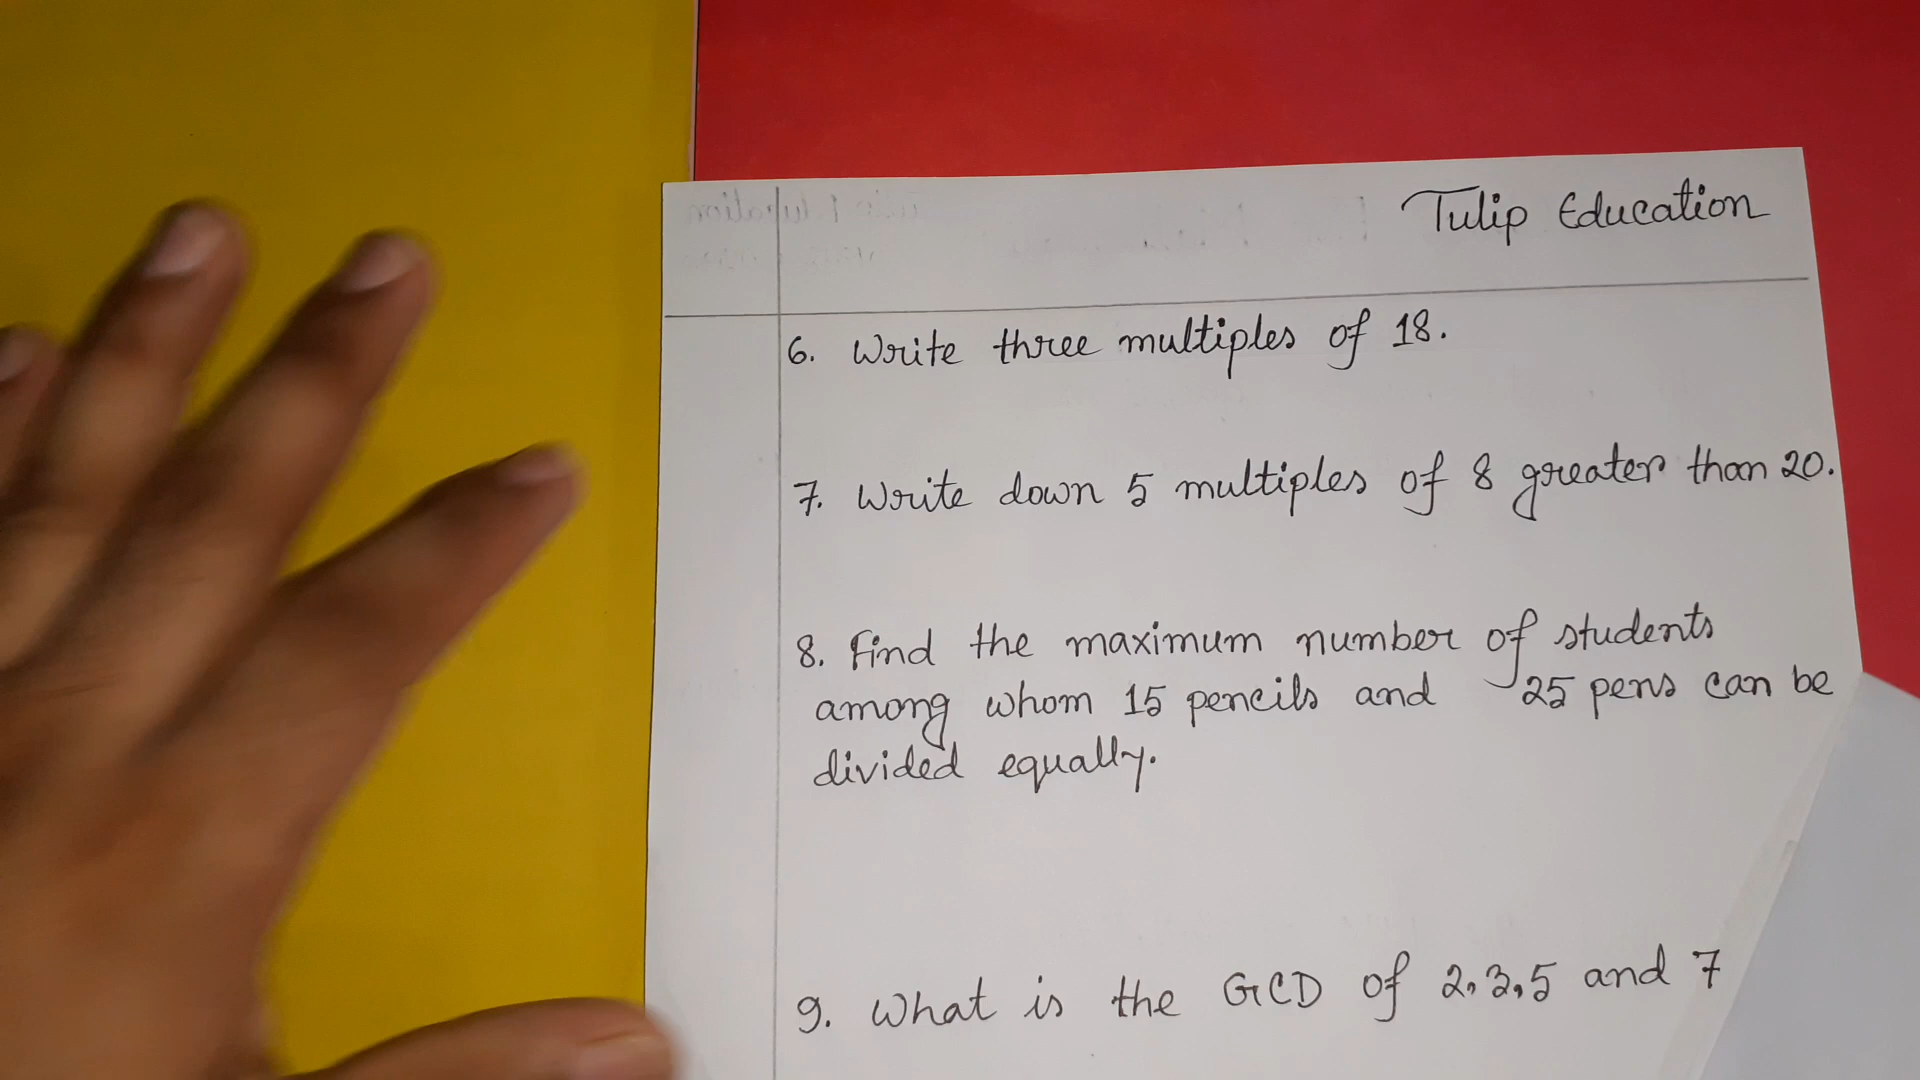 Tulip Education
6. Write three multiples of 18.
7. Write down 5 multiples of 8 greater than 20.
8. Find the maximum number of students
among whom 15 pencils and 25 pens can be
divided equally.
9. What is the GCD of 2, 3, 5 and 7